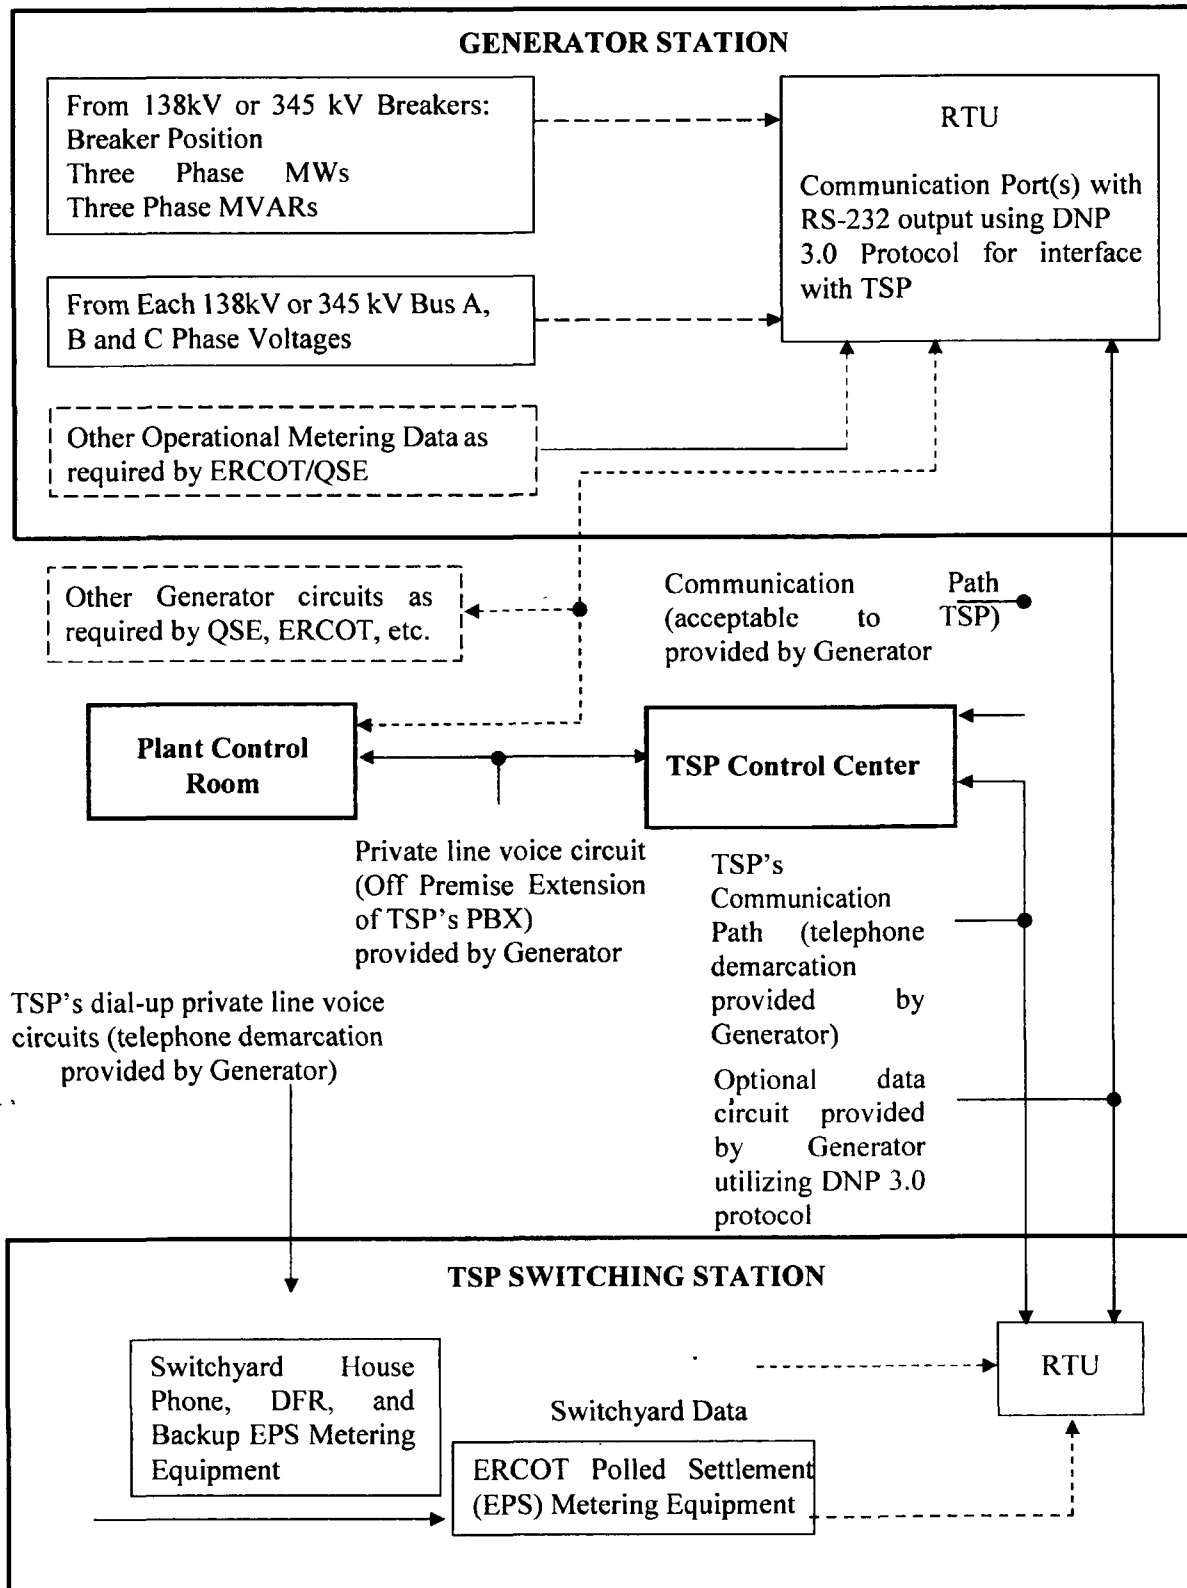 GENERATOR STATION
From 138kV or 345 kV Breakers:
Breaker Position
Three Phase MWs
Three Phase MVARs
RTU
Communication Port(s) with
RS-232 output using DNP
3.0 Protocol for interface
with TSP
From Each 138kV or 345 kV Bus A,
B and C Phase Voltages
Other Operational Metering Data as
required by ERCOT/QSE
Other Generator circuits as
required by QSE, ERCOT, etc.
Communication Path
(acceptable to TSP)
provided by Generator
Plant Control
Room
TSP Control Center
Private line voice circuit
(Off Premise Extension
of TSP's PBX)
provided by Generator
TSP's
Communication
Path (telephone
demarcation
provided by
Generator)
TSP's dial-up private line voice
circuits (telephone demarcation
provided by Generator)
Optional data
circuit provided
by Generator
utilizing DNP 3.0
protocol
TSP SWITCHING STATION
Switchyard House
Phone, DFR, and
Backup EPS Metering
Equipment
RTU
Switchyard Data
ERCOT Polled Settlement
(EPS) Metering Equipment